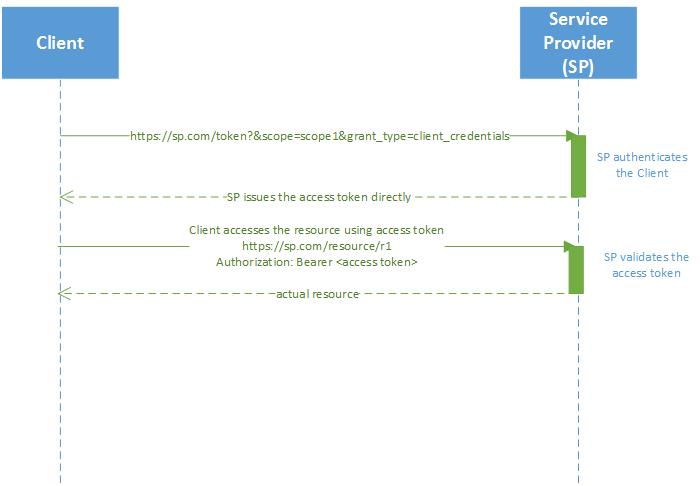 Client
Service
Provider
(SP)
https://sp.com/token?&scope=scope1&grant_type=client_credentials
SP authenticates
the Client
SP issues the access token directly
Client accesses the resource using access token
https://sp.com/resource/r1
Authorization: Bearer <access token>
SP validates the
access token
actual resource